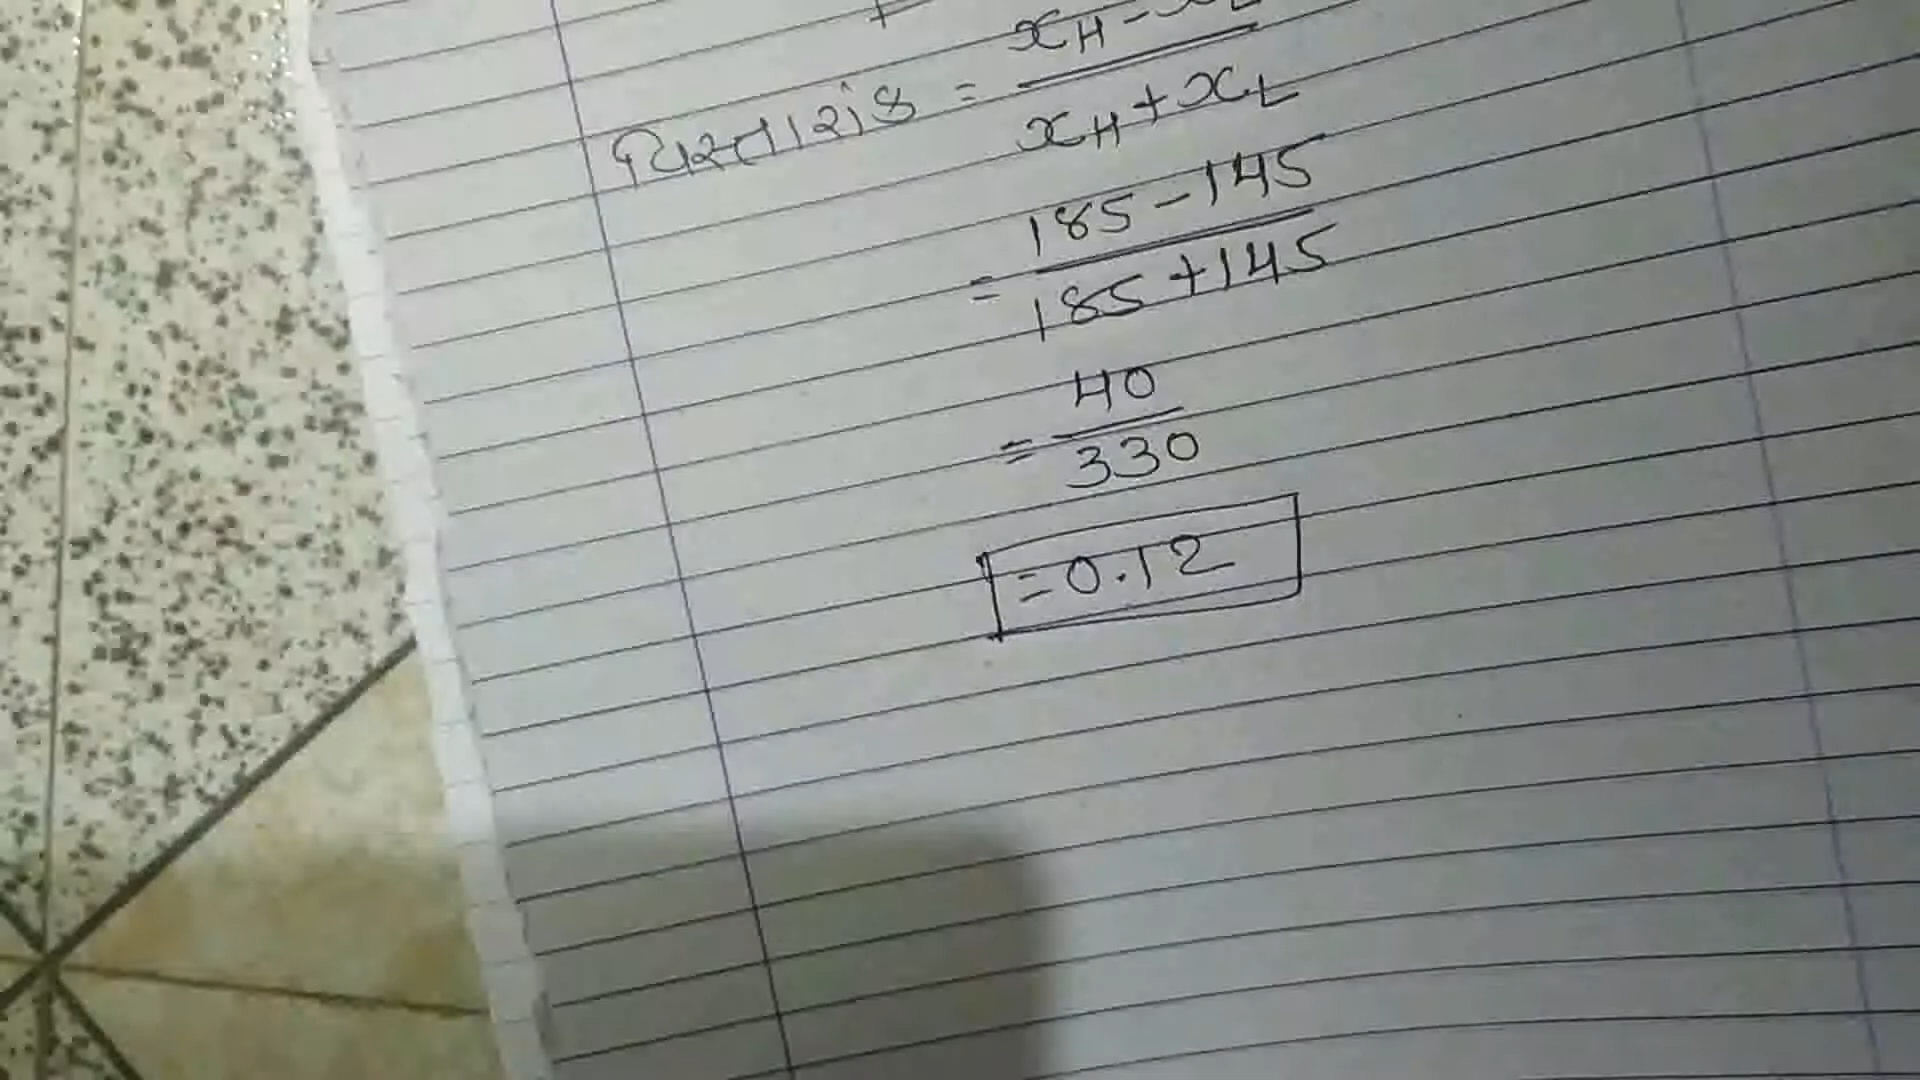 xH - xL
વિસ્તારાંક = ―――
xH + xL
185 - 145
= ―――
185 + 145
40
= ―――
330
= 0.12